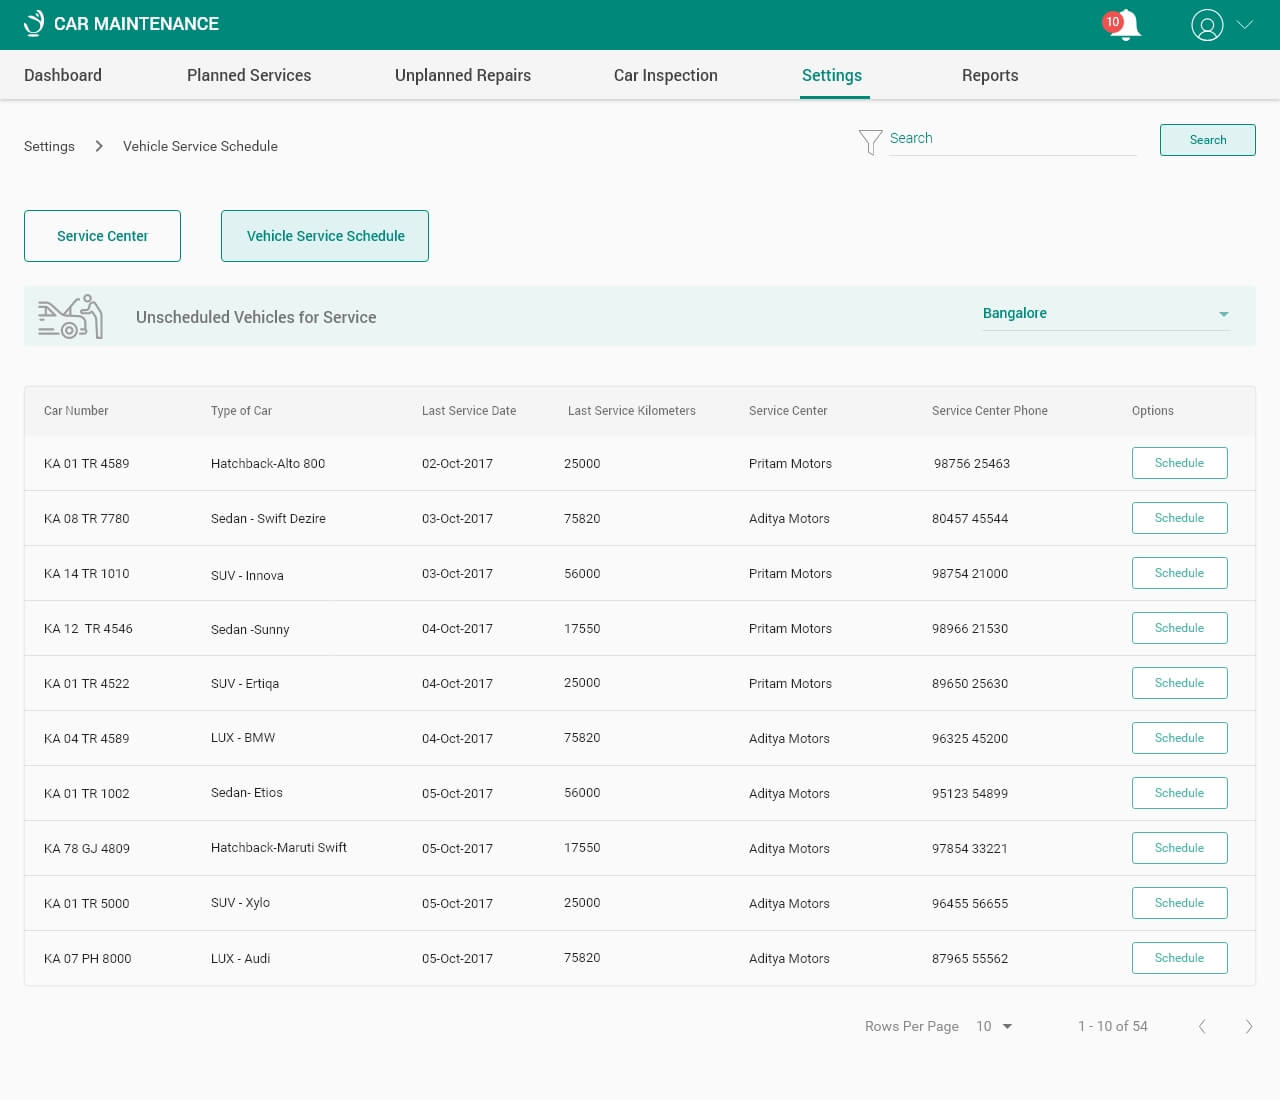 CAR MAINTENANCE 10
Dashboard Planned Services Unplanned Repairs Car Inspection Settings Reports
Settings Vehicle Service Schedule Search Search
Service Center Vehicle Service Schedule
Unscheduled Vehicles for Service Bangalore
Car Number Type of Car Last Service Date Last Service Kilometers Service Center Service Center Phone Options
KA 01 TR 4589 Hatchback-Alto 800 02-Oct-2017 25000 Pritam Motors 98756 25463 Schedule
KA 08 TR 7780 Sedan - Swift Dezire 03-Oct-2017 75820 Aditya Motors 80457 45544 Schedule
KA 14 TR 1010 SUV - Innova 03-Oct-2017 56000 Pritam Motors 98754 21000 Schedule
KA 12 TR 4546 Sedan -Sunny 04-Oct-2017 17550 Pritam Motors 98966 21530 Schedule
KA 01 TR 4522 SUV - Ertiqa 04-Oct-2017 25000 Pritam Motors 89650 25630 Schedule
KA 04 TR 4589 LUX - BMW 04-Oct-2017 75820 Aditya Motors 96325 45200 Schedule
KA 01 TR 1002 Sedan- Etios 05-Oct-2017 56000 Aditya Motors 95123 54899 Schedule
KA 78 GJ 4809 Hatchback-Maruti Swift 05-Oct-2017 17550 Aditya Motors 97854 33221 Schedule
KA 01 TR 5000 SUV - Xylo 05-Oct-2017 25000 Aditya Motors 96455 56655 Schedule
KA 07 PH 8000 LUX - Audi 05-Oct-2017 75820 Aditya Motors 87965 55562 Schedule
Rows Per Page 10 1 - 10 of 54